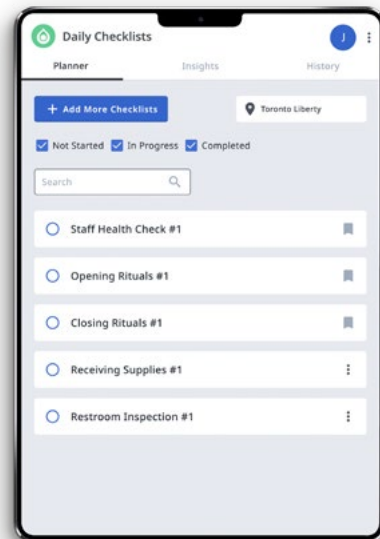 Daily Checklists
J
Planner Insights History
+ Add More Checklists
Toronto Liberty
Not Started In Progress Completed
Search
Staff Health Check #1
Opening Rituals #1
Closing Rituals #1
Receiving Supplies #1
Restroom Inspection #1